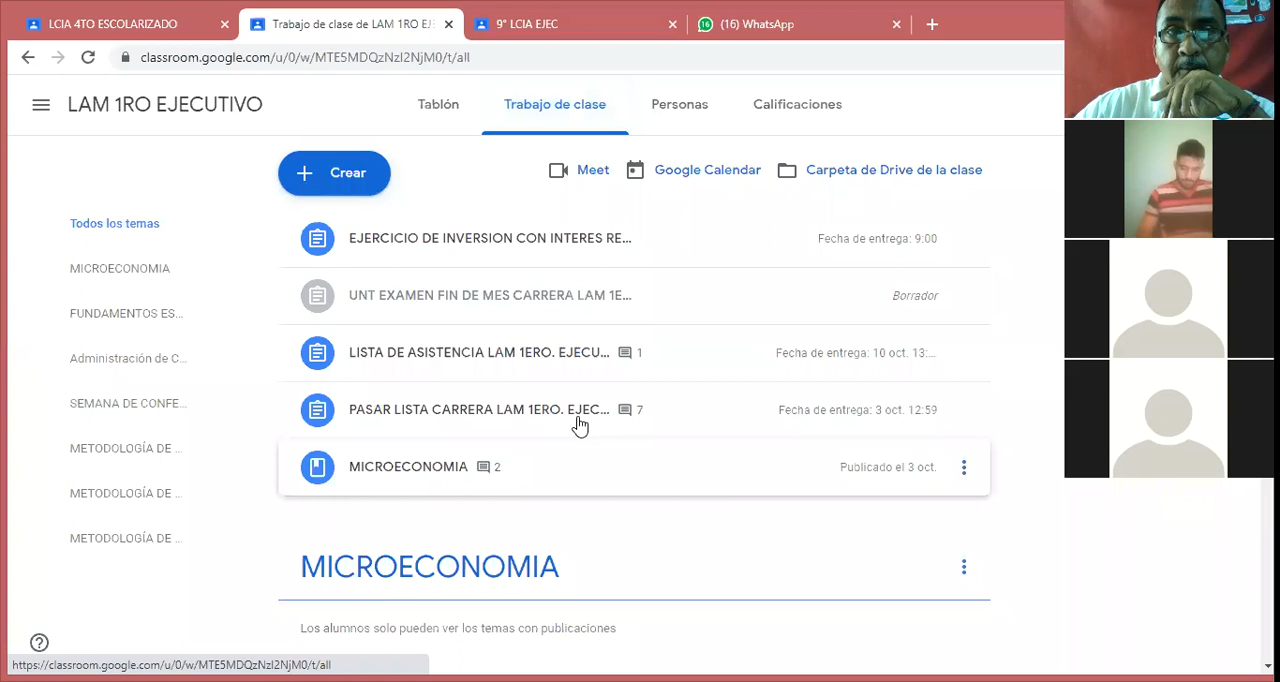 LCIA 4TO ESCOLARIZADO
Trabajo de clase de LAM 1RO EJE
9° LCIA EJEC
16 (16) WhatsApp
classroom.google.com/u/0/w/MTE5MDQzNzI2NjM0/t/all
LAM 1RO EJECUTIVO
Tablón
Trabajo de clase
Personas
Calificaciones
Crear
Meet
Google Calendar
Carpeta de Drive de la clase
Todos los temas
MICROECONOMIA
FUNDAMENTOS ES...
Administración de C...
SEMANA DE CONFE...
METODOLOGÍA DE ...
METODOLOGÍA DE ...
METODOLOGÍA DE ...
EJERCICIO DE INVERSION CON INTERES RE...
Fecha de entrega: 9:00
UNT EXAMEN FIN DE MES CARRERA LAM 1E...
Borrador
LISTA DE ASISTENCIA LAM 1ERO. EJECU... 1
Fecha de entrega: 10 oct. 13:...
PASAR LISTA CARRERA LAM 1ERO. EJEC... 7
Fecha de entrega: 3 oct. 12:59
MICROECONOMIA 2
Publicado el 3 oct.
MICROECONOMIA
Los alumnos solo pueden ver los temas con publicaciones
https://classroom.google.com/u/0/w/MTE5MDQzNzI2NjM0/t/all